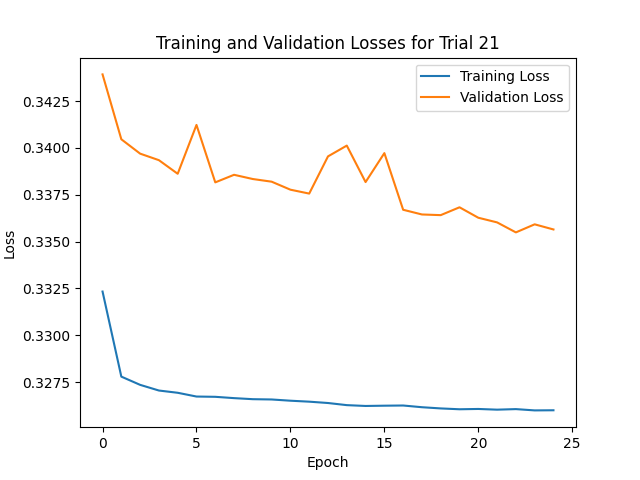 Training and Validation Losses for Trial 21
Training Loss
Validation Loss
0.3425
0.3400
0.3375
0.3350
0.3325
0.3300
0.3275
Loss
0 5 10 15 20 25
Epoch